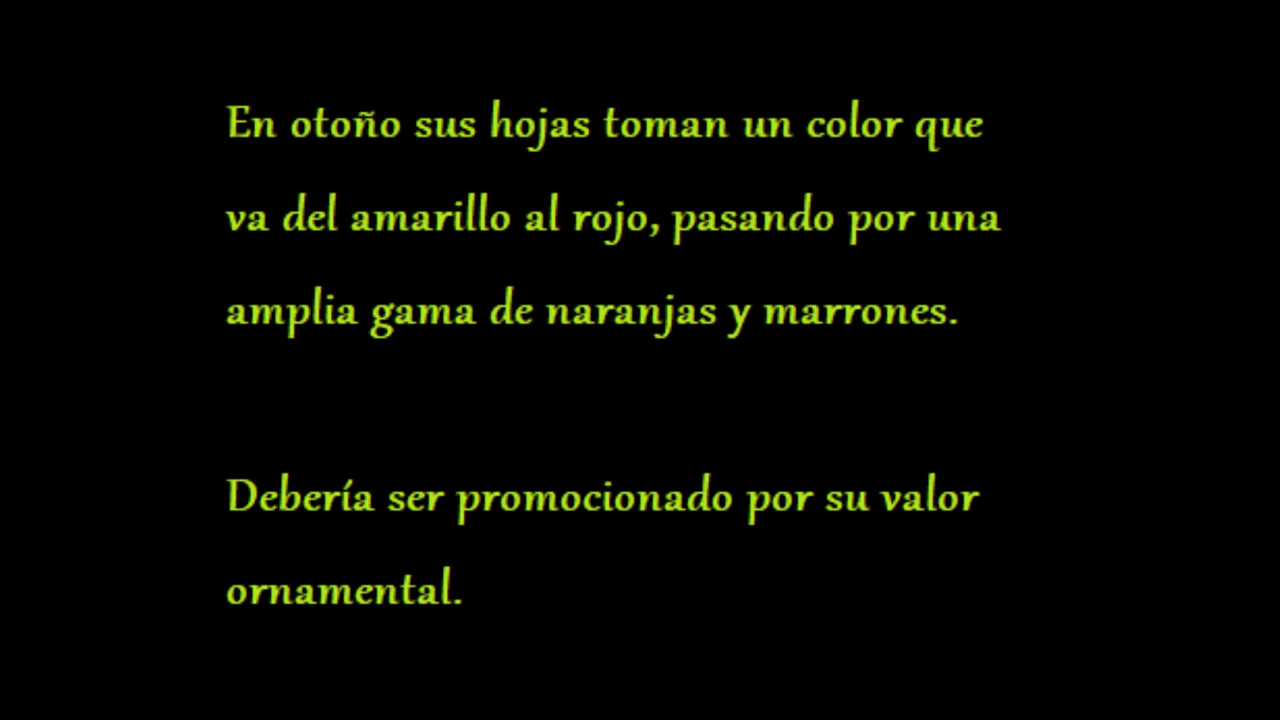 En otoño sus hojas toman un color que
va del amarillo al rojo, pasando por una
amplia gama de naranjas y marrones.
Debería ser promocionado por su valor
ornamental.